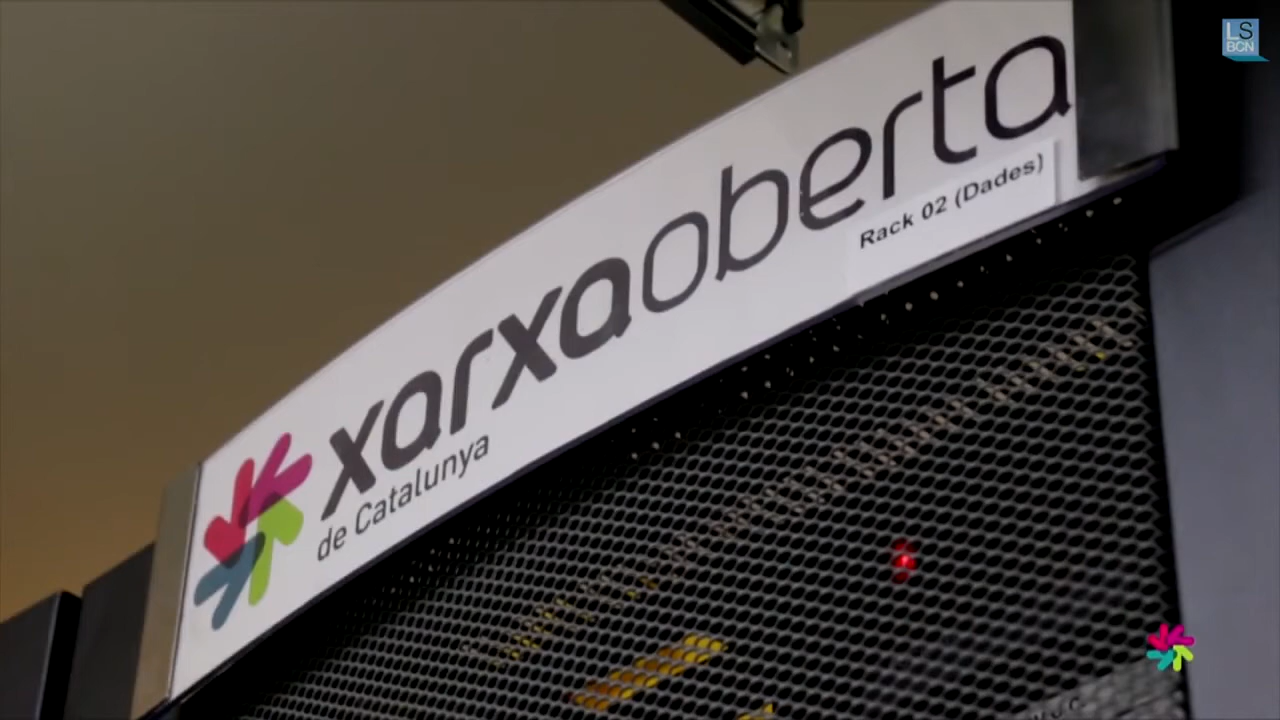 LS
BCN
xarxaoberta
de Catalunya
Rack 02 (Dades)